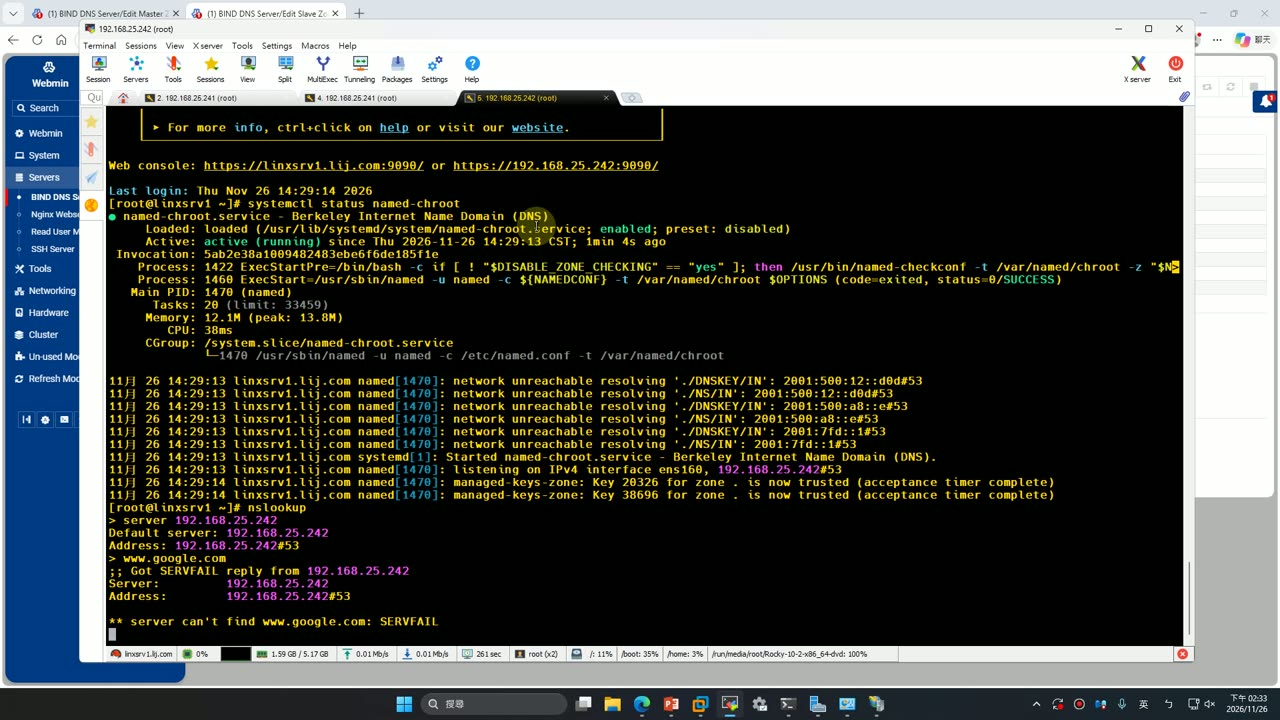 (1) BIND DNS Server/Edit Master Z
(1) BIND DNS Server/Edit Slave Zo
聊天
192.168.25.242 (root)
Terminal Sessions View X server Tools Settings Macros Help
Session Servers Tools Sessions View Split MultiExec Tunneling Packages Settings Help X server Exit
Qu
2. 192.168.25.241 (root)
4. 192.168.25.241 (root)
5. 192.168.25.242 (root)
Webmin
Search
Webmin
System
Servers
BIND DNS S
Nginx Webs
Read User M
SSH Server
Tools
Networking
Hardware
Cluster
Un-used Mo
Refresh Mod
► For more info, ctrl+click on help or visit our website.
Web console: https://linxsrv1.lij.com:9090/ or https://192.168.25.242:9090/
Last login: Thu Nov 26 14:29:14 2026
[root@linxsrv1 ~]# systemctl status named-chroot
● named-chroot.service - Berkeley Internet Name Domain (DNS)
Loaded: loaded (/usr/lib/systemd/system/named-chroot.service; enabled; preset: disabled)
Active: active (running) since Thu 2026-11-26 14:29:13 CST; 1min 4s ago
Invocation: 5ab2e38a1009482483ebe6f6de185f1e
Process: 1422 ExecStartPre=/bin/bash -c if [ ! "$DISABLE_ZONE_CHECKING" == "yes" ]; then /usr/bin/named-checkconf -t /var/named/chroot -z "$N>
Process: 1460 ExecStart=/usr/sbin/named -u named -c ${NAMEDCONF} -t /var/named/chroot $OPTIONS (code=exited, status=0/SUCCESS)
Main PID: 1470 (named)
Tasks: 20 (limit: 33459)
Memory: 12.1M (peak: 13.8M)
CPU: 38ms
CGroup: /system.slice/named-chroot.service
└─1470 /usr/sbin/named -u named -c /etc/named.conf -t /var/named/chroot
11月 26 14:29:13 linxsrv1.lij.com named[1470]: network unreachable resolving './DNSKEY/IN': 2001:500:12::d0d#53
11月 26 14:29:13 linxsrv1.lij.com named[1470]: network unreachable resolving './NS/IN': 2001:500:12::d0d#53
11月 26 14:29:13 linxsrv1.lij.com named[1470]: network unreachable resolving './DNSKEY/IN': 2001:500:a8::e#53
11月 26 14:29:13 linxsrv1.lij.com named[1470]: network unreachable resolving './NS/IN': 2001:500:a8::e#53
11月 26 14:29:13 linxsrv1.lij.com named[1470]: network unreachable resolving './DNSKEY/IN': 2001:7fd::1#53
11月 26 14:29:13 linxsrv1.lij.com named[1470]: network unreachable resolving './NS/IN': 2001:7fd::1#53
11月 26 14:29:13 linxsrv1.lij.com systemd[1]: Started named-chroot.service - Berkeley Internet Name Domain (DNS).
11月 26 14:29:13 linxsrv1.lij.com named[1470]: listening on IPv4 interface ens160, 192.168.25.242#53
11月 26 14:29:14 linxsrv1.lij.com named[1470]: managed-keys-zone: Key 20326 for zone . is now trusted (acceptance timer complete)
11月 26 14:29:14 linxsrv1.lij.com named[1470]: managed-keys-zone: Key 38696 for zone . is now trusted (acceptance timer complete)
[root@linxsrv1 ~]# nslookup
> server 192.168.25.242
Default server: 192.168.25.242
Address: 192.168.25.242#53
> www.google.com
;; Got SERVFAIL reply from 192.168.25.242
Server: 192.168.25.242
Address: 192.168.25.242#53
** server can't find www.google.com: SERVFAIL
linxsrv1.lij.com 0% 1.59 GB / 5.17 GB 0.01 Mb/s 0.01 Mb/s 261 sec root (x2) /: 11% /boot: 35% /home: 3% /run/media/root/Rocky-10-2-x86_64-dvd: 100%
搜尋
英
下午 02:33
2026/11/26